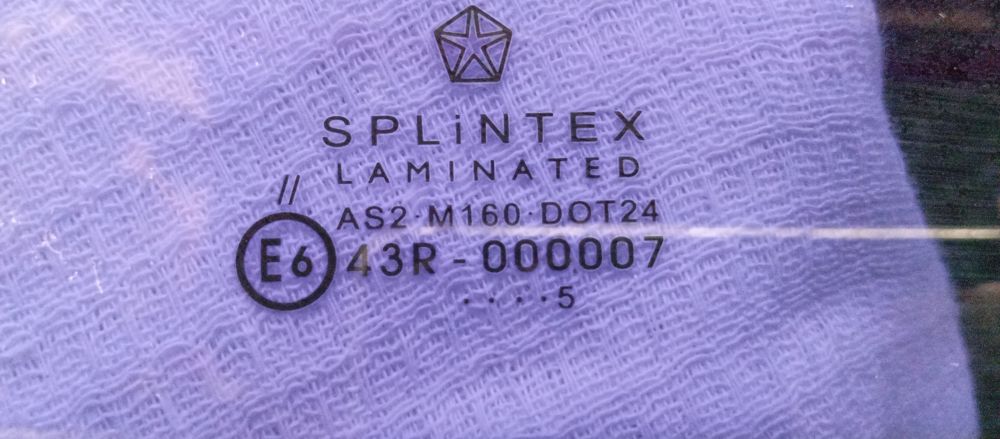 SPLiNTEX
LAMINATED
//
AS2·M160·DOT24
E6 43R - 000007
....5